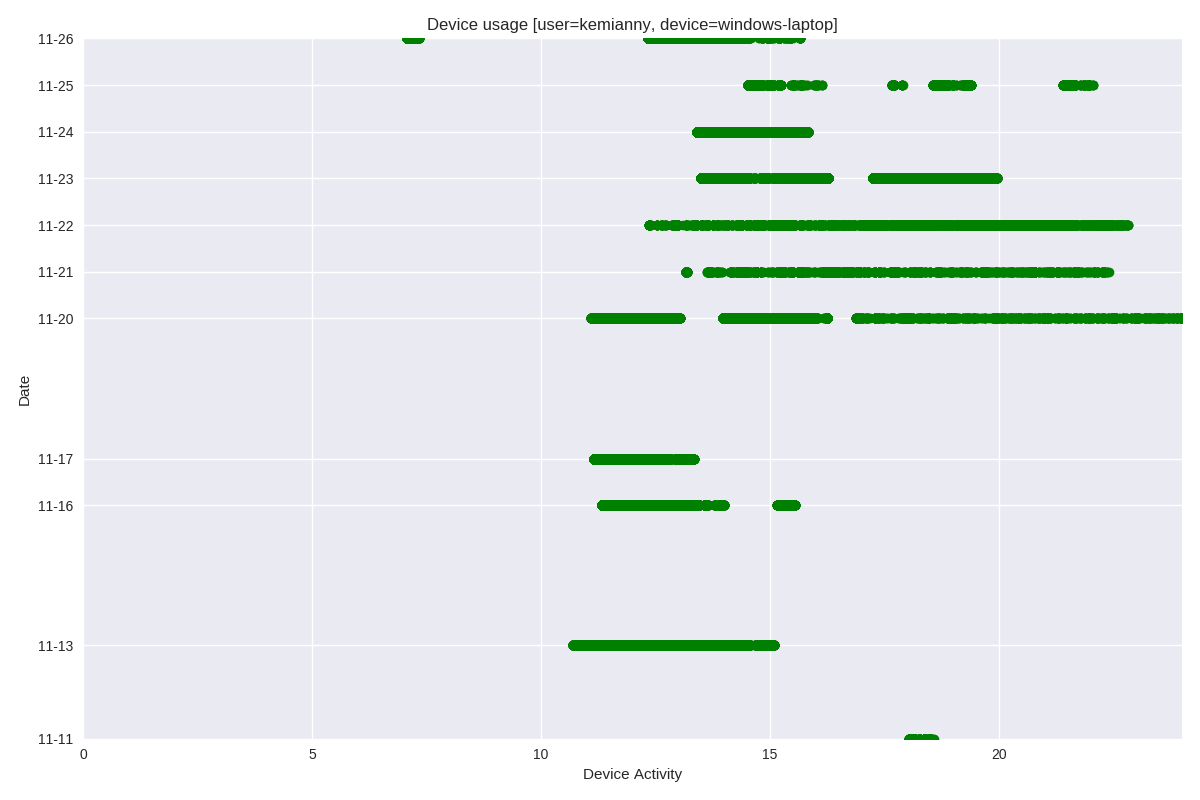 Device usage [user=kemianny, device=windows-laptop]
11-26
11-25
11-24
11-23
11-22
11-21
11-20
Date
11-17
11-16
11-13
11-11
0 5 10 15 20
Device Activity